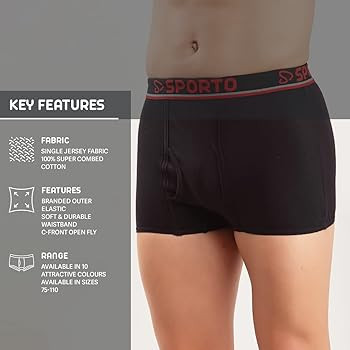 SPORTO
KEY FEATURES
FABRIC
SINGLE JERSEY FABRIC
100% SUPER COMBED
COTTON
FEATURES
BRANDED OUTER
ELASTIC
SOFT & DURABLE
WAISTBAND
C-FRONT OPEN FLY
RANGE
AVAILABLE IN 10
ATTRACTIVE COLOURS
AVAILABLE IN SIZES
75-110